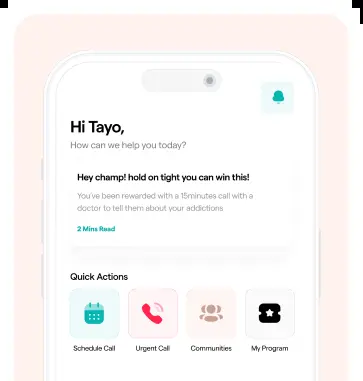 Hi Tayo,
How can we help you today?
Hey champ! hold on tight you can win this!
You've been rewarded with a 15minutes call with a
doctor to tell them about your addictions
2 Mins Read
Quick Actions
Schedule Call
Urgent Call
Communities
My Program